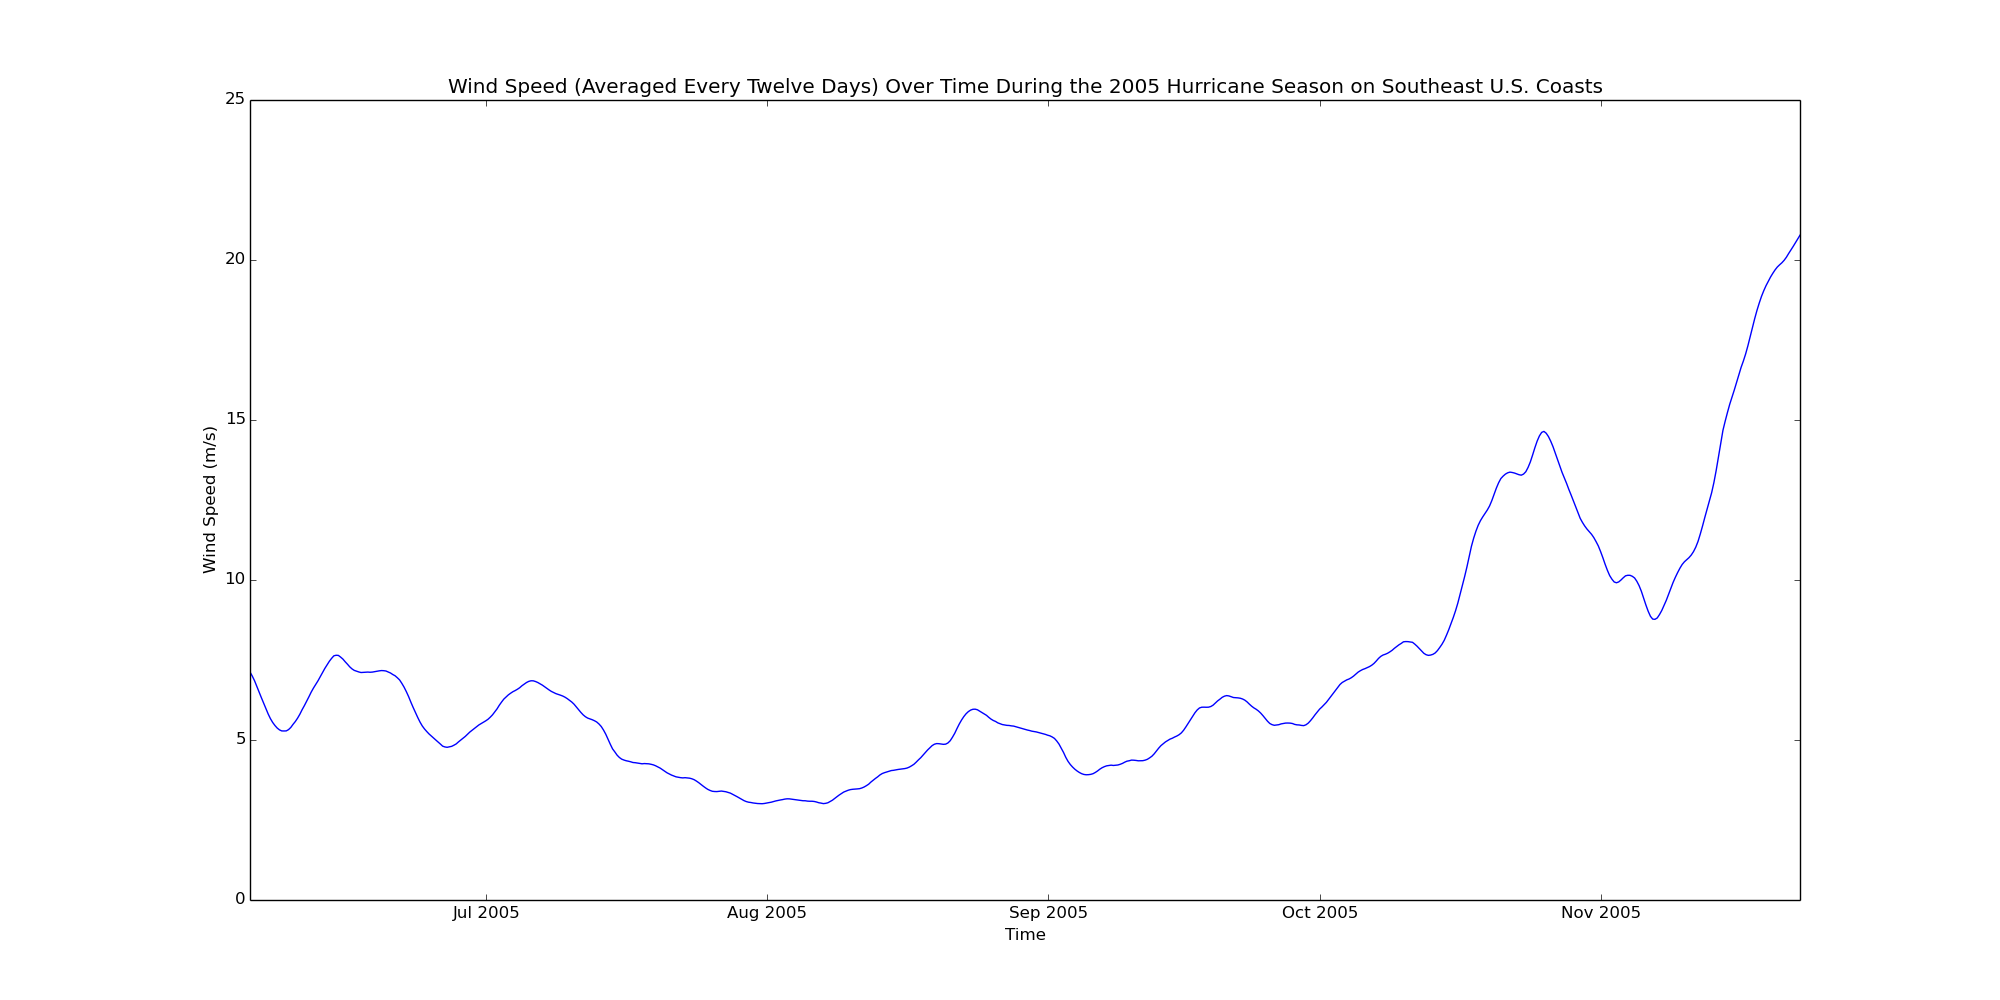 Wind Speed (Averaged Every Twelve Days) Over Time During the 2005 Hurricane Season on Southeast U.S. Coasts
25
20
15
10
5
0
Wind Speed (m/s)
Jul 2005 Aug 2005 Sep 2005 Oct 2005 Nov 2005
Time